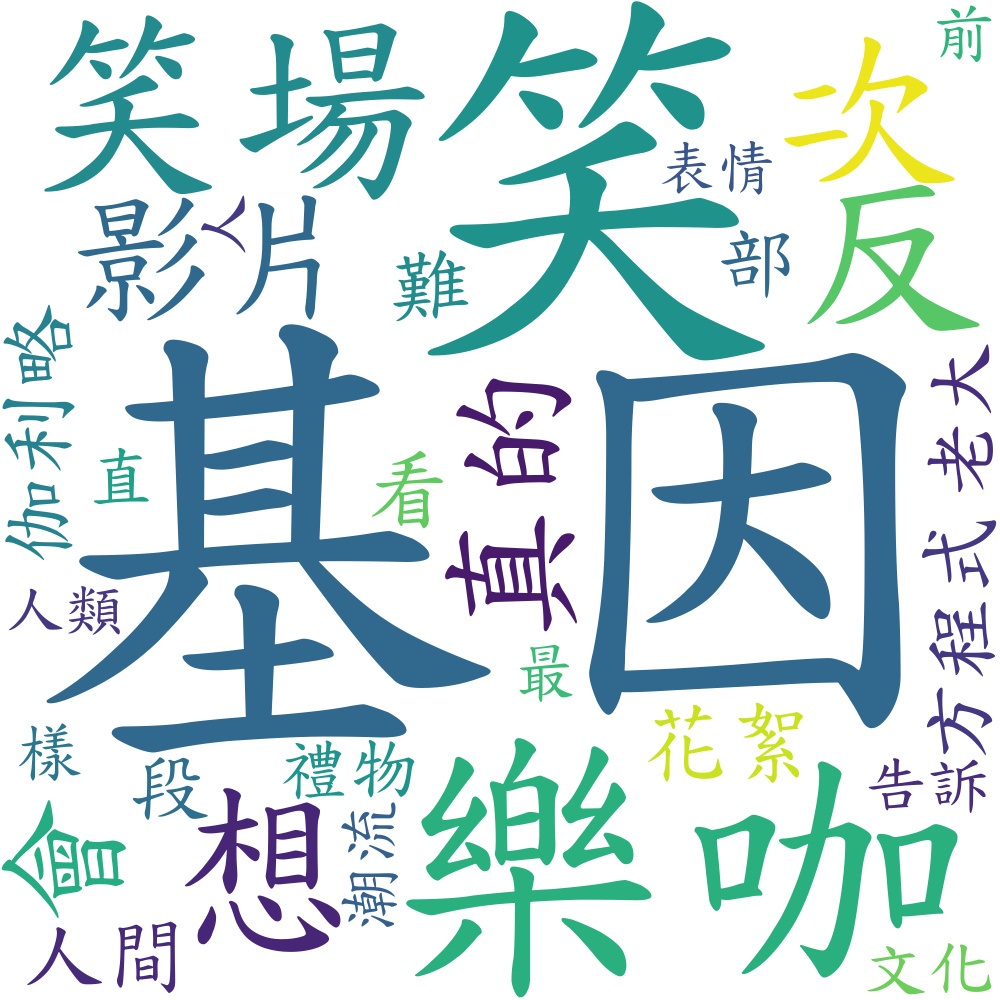 笑場
笑
次
前
表情
影片
人
難
部
反
伽利略
基因
直
看
真的
老大
方程式
人類
最
樣
段
禮物
花絮
告訴
會
想
潮流
樂咖
人間
文化